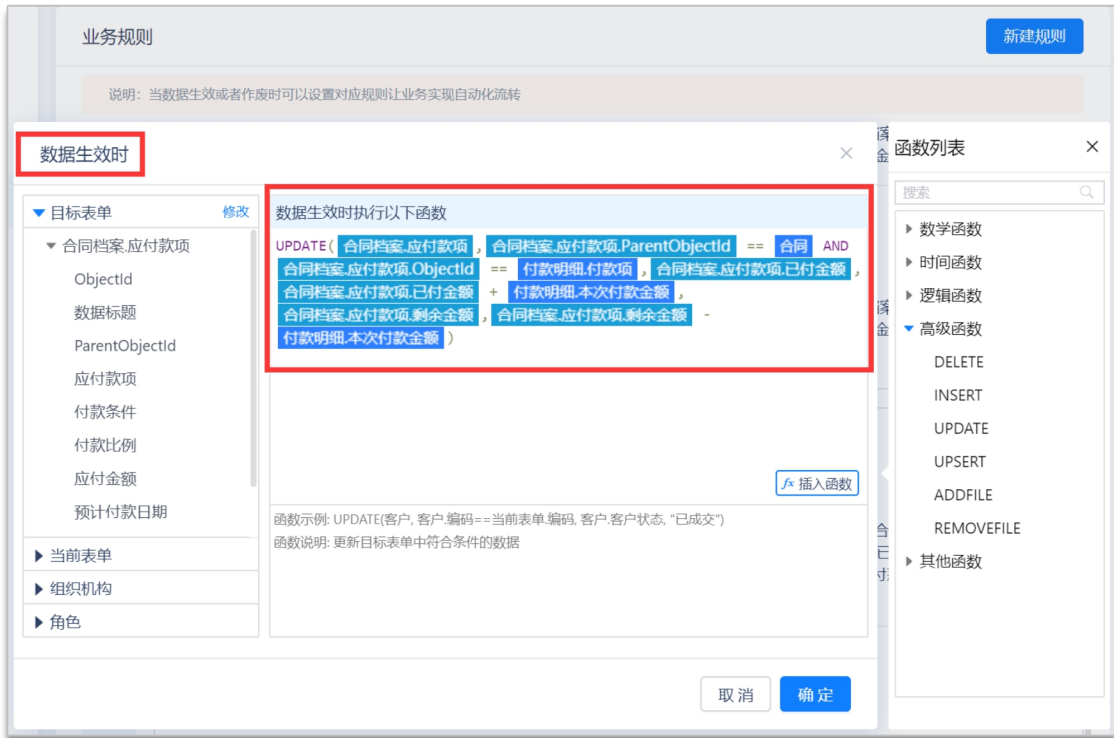 业务规则
新建规则
说明：当数据生效或者作废时可以设置对应规则让业务实现自动化流转
数据生效时
目标表单 修改
合同档案.应付款项
ObjectId
数据标题
ParentObjectId
应付款项
付款条件
付款比例
应付金额
预计付款日期
当前表单
组织机构
角色
数据生效时执行以下函数
UPDATE( 合同档案.应付款项 , 合同档案.应付款项.ParentObjectId == 合同 AND
合同档案.应付款项.ObjectId == 付款明细.付款项 , 合同档案.应付款项.已付金额 ,
合同档案.应付款项.已付金额 + 付款明细.本次付款金额 ,
合同档案.应付款项.剩余金额 , 合同档案.应付款项.剩余金额 -
付款明细.本次付款金额 )
fx 插入函数
函数示例: UPDATE(客户, 客户.编码==当前表单.编码, 客户.客户状态, "已成交")
函数说明: 更新目标表单中符合条件的数据
取消
确定
函数列表
搜索
数学函数
时间函数
逻辑函数
高级函数
DELETE
INSERT
UPDATE
UPSERT
ADDFILE
REMOVEFILE
其他函数